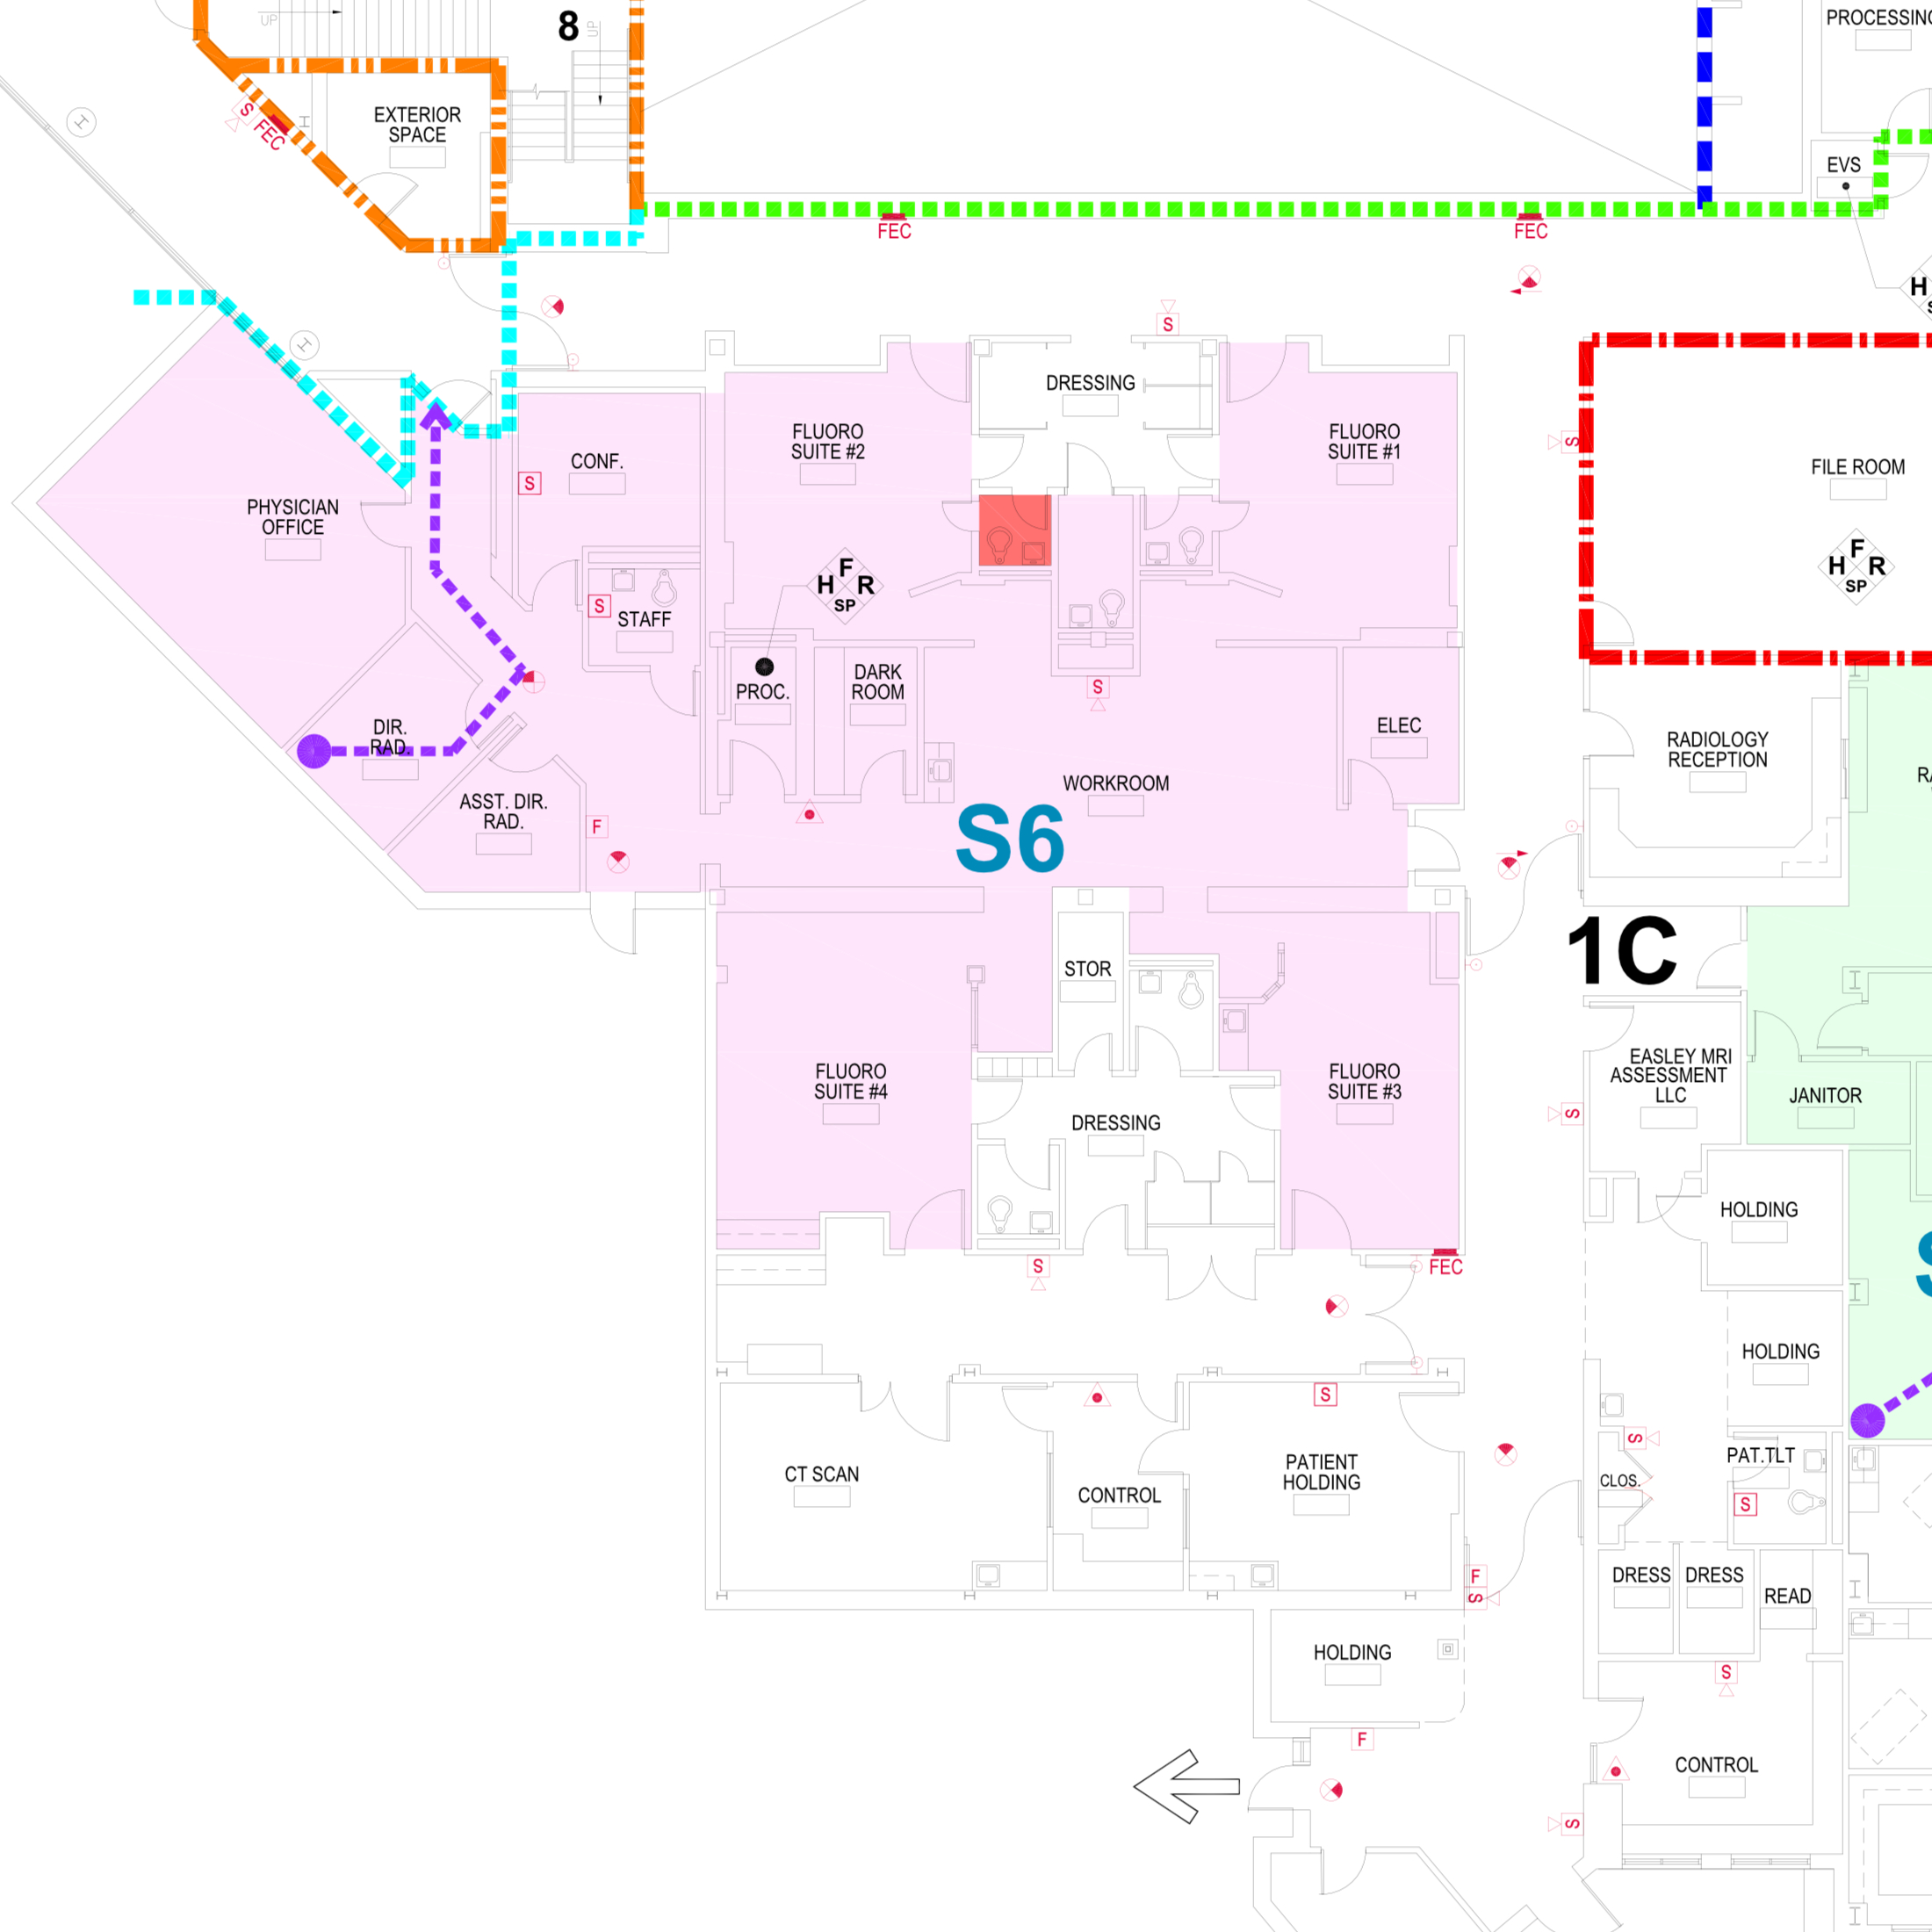 UP
8
UP
PROCESSING
EXTERIOR
SPACE
S
FEC
H
EVS
FEC
FEC
H
H
S
DRESSING
FLUORO
SUITE #2
FLUORO
SUITE #1
S
CONF.
S
FILE ROOM
PHYSICIAN
OFFICE
F
H R
SP
F
H R
SP
S
STAFF
S
PROC.
DARK
ROOM
DIR.
RAD.
ELEC
RADIOLOGY
RECEPTION
WORKROOM
ASST. DIR.
RAD.
F
S6
1C
STOR
EASLEY MRI
ASSESSMENT
LLC
FLUORO
SUITE #4
FLUORO
SUITE #3
JANITOR
S
DRESSING
HOLDING
S
FEC
HOLDING
S
S
PAT.TLT
PATIENT
HOLDING
CT SCAN
CLOS.
CONTROL
S
F
S
DRESS
DRESS
READ
HOLDING
S
F
CONTROL
S